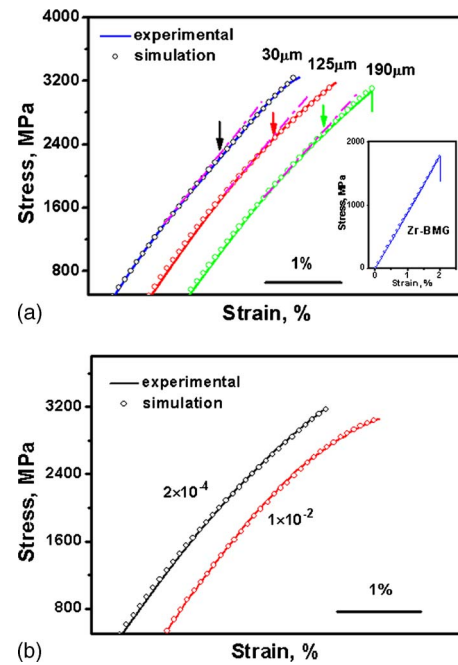 4000
experimental
simulation
30μm
125μm
190μm
3200
2400
1600
800
Stress, MPa
1%
2000
1000
0
Stress, MPa
Zr-BMG
0 1 2
Strain, %
(a)
Strain, %
experimental
simulation
3200
2400
1600
800
Stress, MPa
2×10⁻⁴
1×10⁻²
1%
(b)
Strain, %